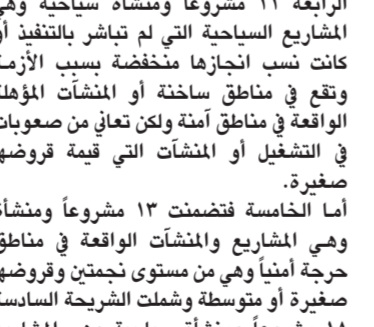 الرابعة ١١ مشروعاً ومنشأة سياحية وهي
المشاريع السياحية التي لم تباشر بالتنفيذ أو
كانت نسب انجازها منخفضة بسبب الأزمة
وتقع في مناطق ساخنة أو المنشآت المؤهلة
الواقعة في مناطق آمنة ولكن تعاني من صعوبات
في التشغيل أو المنشآت التي قيمة قروضها
صغيرة.
أما الخامسة فتضمنت ١٣ مشروعاً ومنشأة
وهي المشاريع والمنشآت الواقعة في مناطق
حرجة أمنياً وهي من مستوى نجمتين وقروضها
صغيرة أو متوسطة وشملت الشريحة السادسة